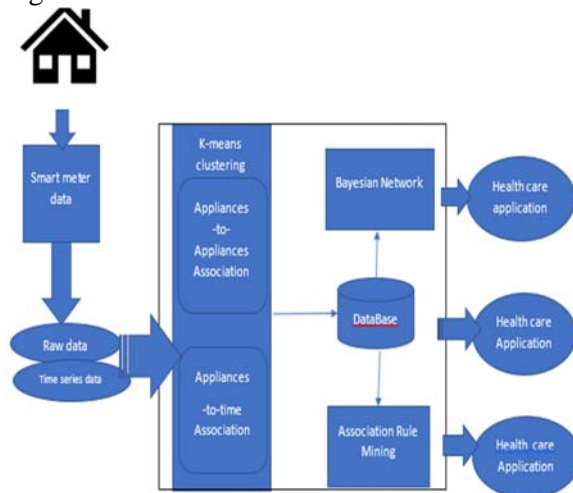 Smart meter
data
Raw data
Time series data
K-means
clustering
Appliances
-to-
Appliances
Association
Appliances
-to-time
Association
DataBase
Bayesian Network
Association Rule
Mining
Health care
application
Health care
Application
Health care
Application